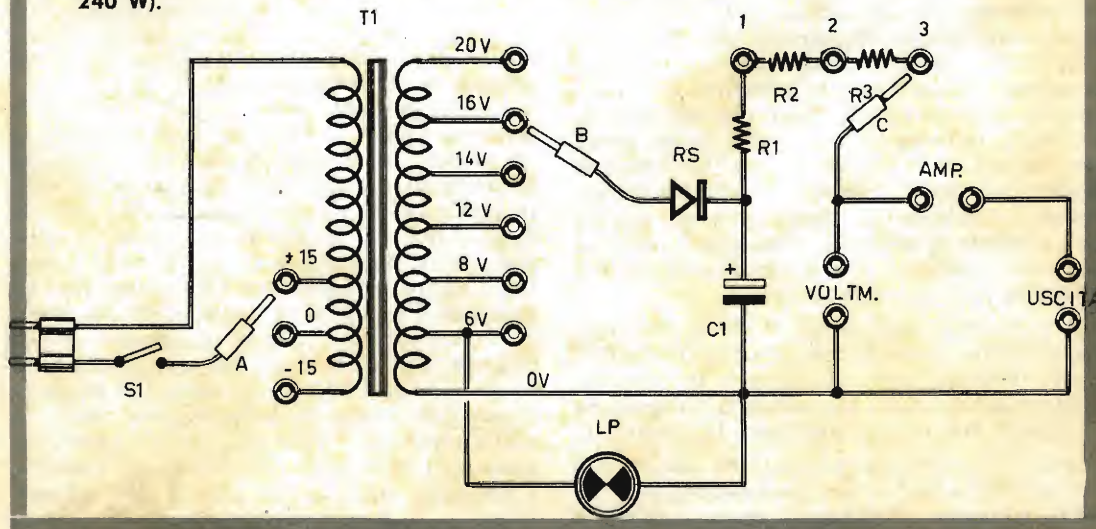 240 W).
T1
1
2
3
20 V
16 V
B
14 V
12 V
8 V
6V
0V
RS
R1
R2
R3
C
AMP.
+
C1
VOLTM.
USCITA
+15
0
-15
A
S1
LP